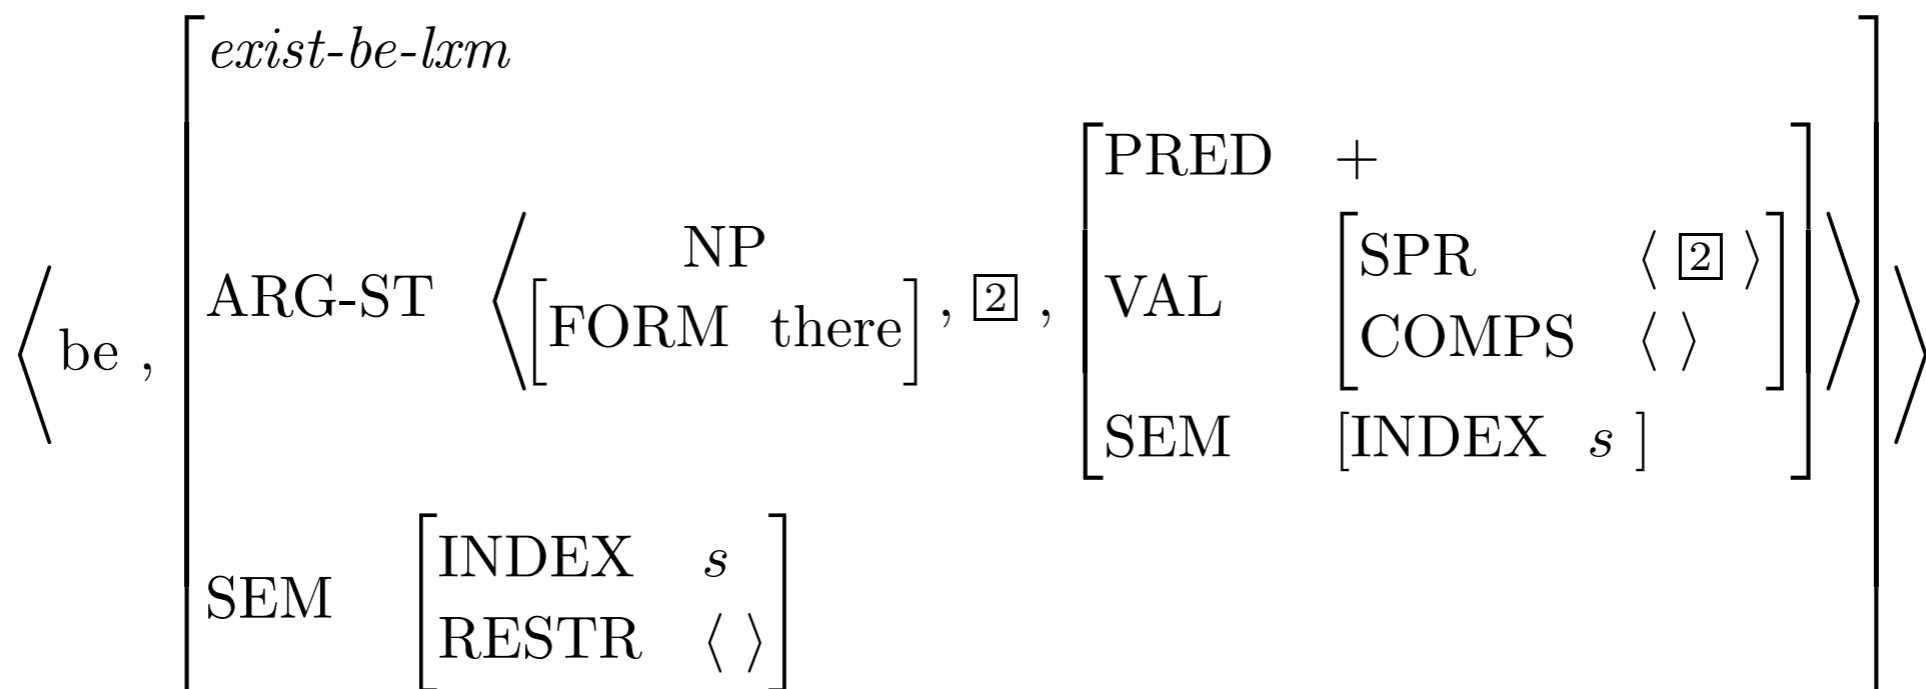 exist-be-lxm
PRED +
NP
SPR ⟨ 2 ⟩
ARG-ST ⟨ [FORM there] , 2 , VAL
COMPS ⟨ ⟩
⟨ be ,
SEM [INDEX s ]
INDEX s
SEM
RESTR ⟨ ⟩